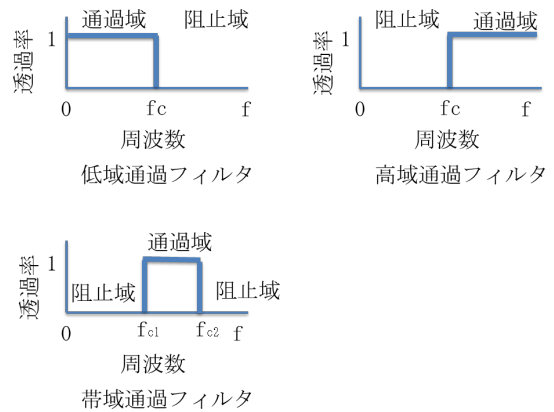 通過域 阻止域
透過率
1
0 fc f
周波数
低域通過フィルタ
阻止域 通過域
透過率
1
0 fc f
周波数
高域通過フィルタ
通過域
透過率
1
阻止域 阻止域
0 fc1 fc2 f
周波数
帯域通過フィルタ